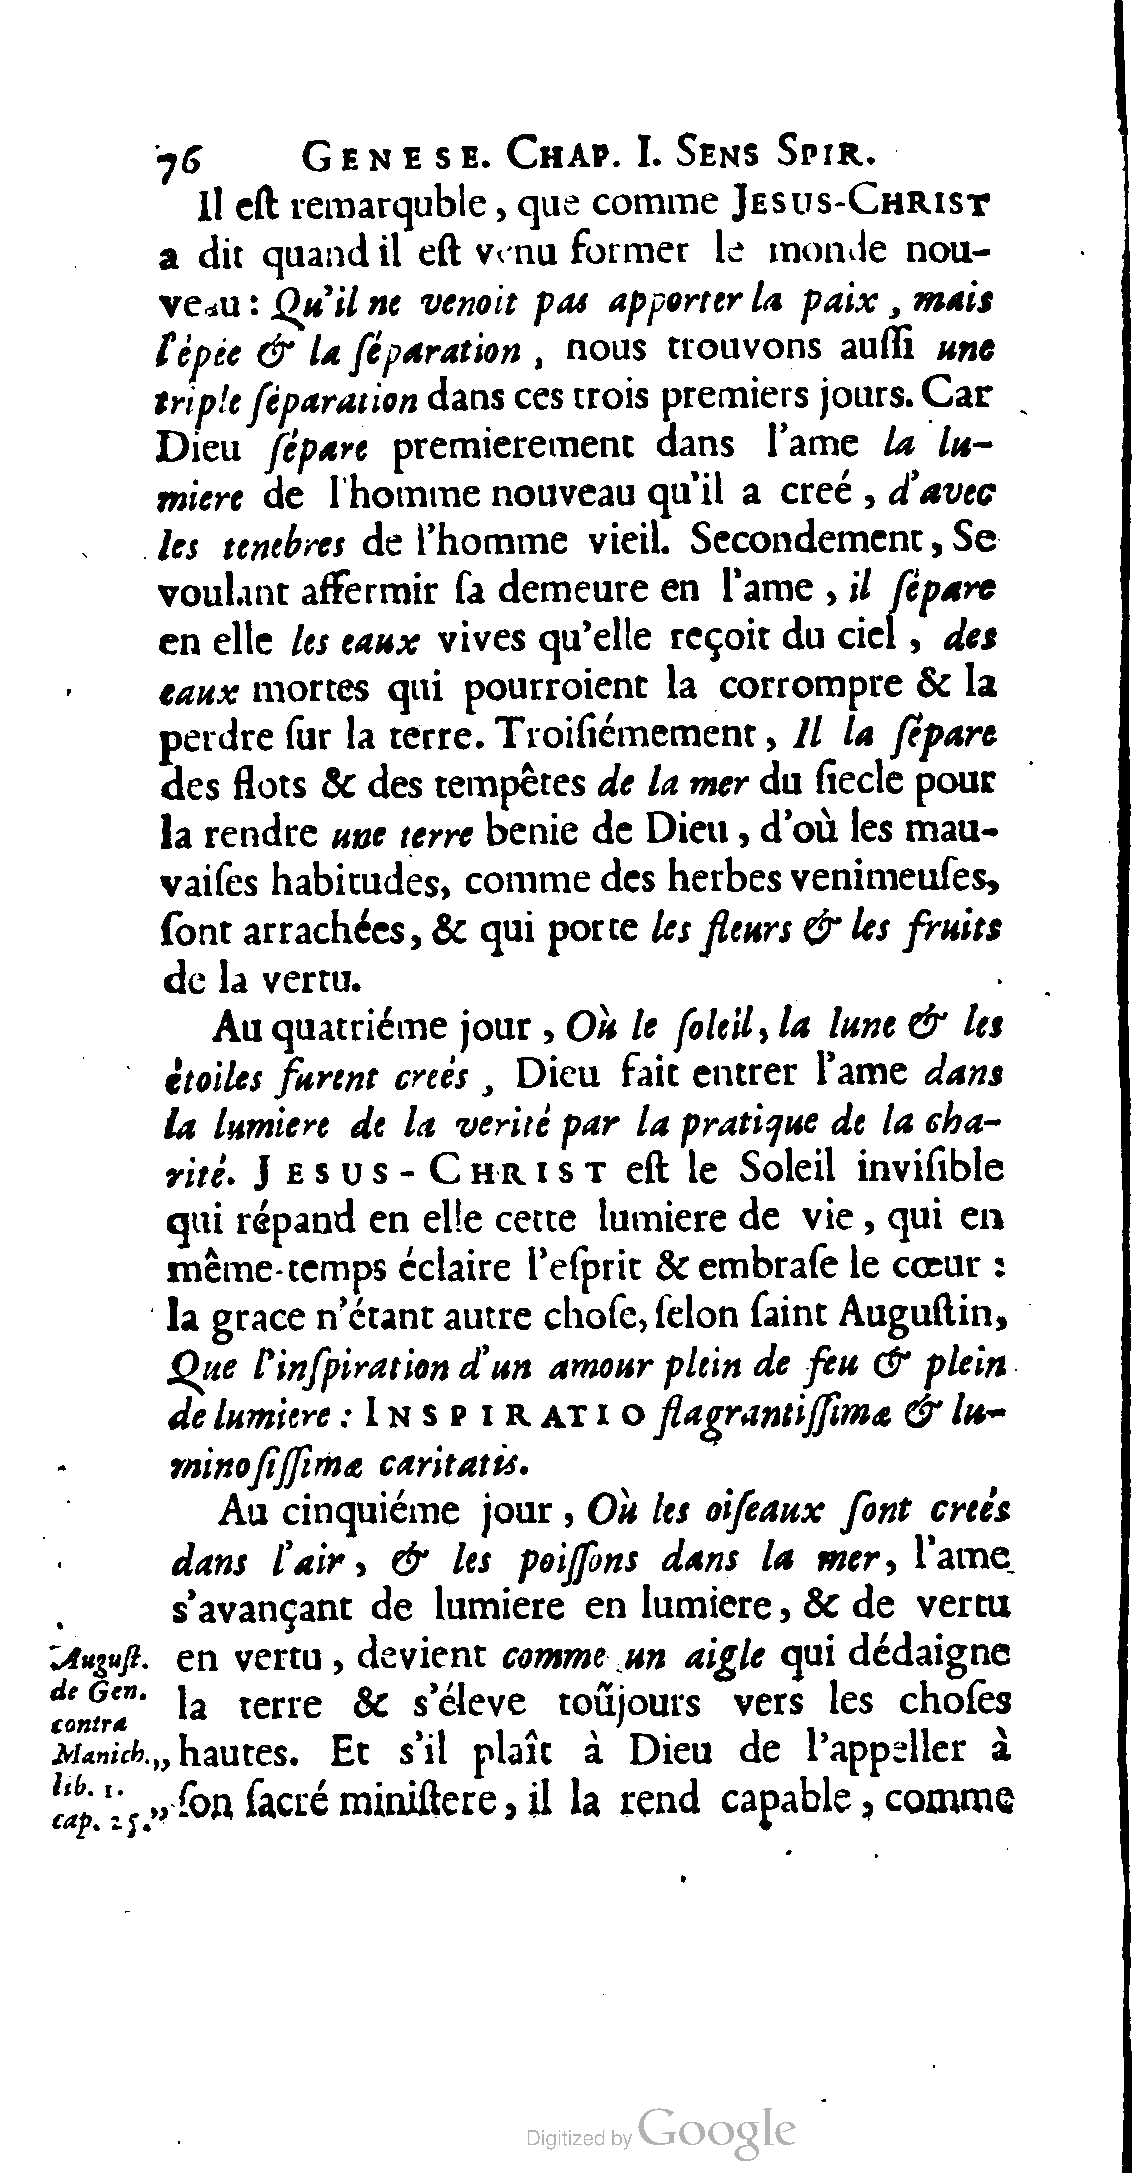 76 GENESE. CHAP. I. SENS SPIR.
Il eſt remarquble, que comme JESUS-CHRIST
a dit quand il eſt venu former le monde nou-
veau: Qu'il ne venoit pas apporter la paix, mais
l'épée & la ſéparation, nous trouvons auſſi une
triple ſéparation dans ces trois premiers jours. Car
Dieu ſépare premierement dans l'ame la lu-
miere de l'homme nouveau qu'il a creé, d'avec
les tenebres de l'homme vieil. Secondement, Se
voulant affermir ſa demeure en l'ame, il ſépare
en elle les eaux vives qu'elle reçoit du ciel, des
eaux mortes qui pourroient la corrompre & la
perdre ſur la terre. Troiſiémement, Il la ſépare
des flots & des tempêtes de la mer du ſiecle pour
la rendre une terre benie de Dieu, d'où les mau-
vaiſes habitudes, comme des herbes venimeuſes,
ſont arrachées, & qui porte les fleurs & les fruits
de la vertu.
Au quatriéme jour, Où le ſoleil, la lune & les
étoiles furent creés, Dieu fait entrer l'ame dans
la lumiere de la verité par la pratique de la cha-
rité. JESUS-CHRIST eſt le Soleil inviſible
qui répand en elle cette lumiere de vie, qui en
même-temps éclaire l'eſprit & embraſe le cœur :
la grace n'étant autre choſe, ſelon ſaint Auguſtin,
Que l'inſpiration d'un amour plein de feu & plein
de lumiere : INSPIRATIO flagrantiſſimæ & lu-
minoſiſſimæ caritatis.
Au cinquiéme jour, Où les oiſeaux ſont creés
dans l'air, & les poiſſons dans la mer, l'ame
s'avançant de lumiere en lumiere, & de vertu
en vertu, devient comme un aigle qui dédaigne
la terre & s'éleve toûjours vers les choſes
„ hautes. Et s'il plaît à Dieu de l'appeller à
„ ſon ſacré miniſtere, il la rend capable, comme
Auguſt.
de Gen.
contra
Manich.
lib. 1.
cap. 25.
Digitized by Google